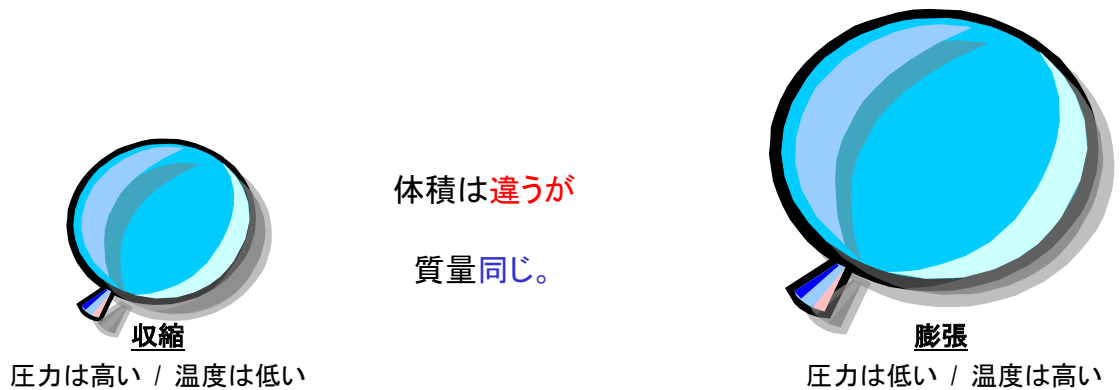 体積は違うが
質量同じ。
収縮
圧力は高い / 温度は低い
膨張
圧力は低い / 温度は高い